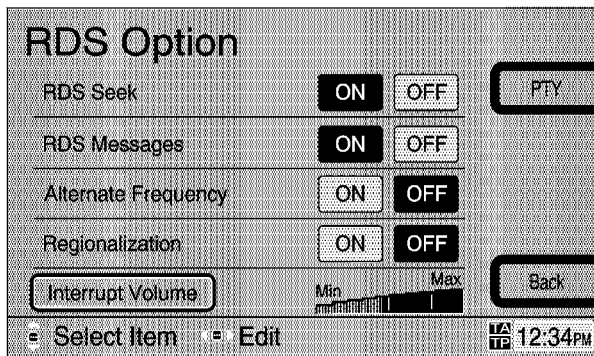 RDS Option
PTY
RDS Seek ON OFF
RDS Messages ON OFF
Alternate Frequency ON OFF
Regionalization ON OFF
Interrupt Volume Min Max
Back
Select Item Edit TA TP 12:34PM